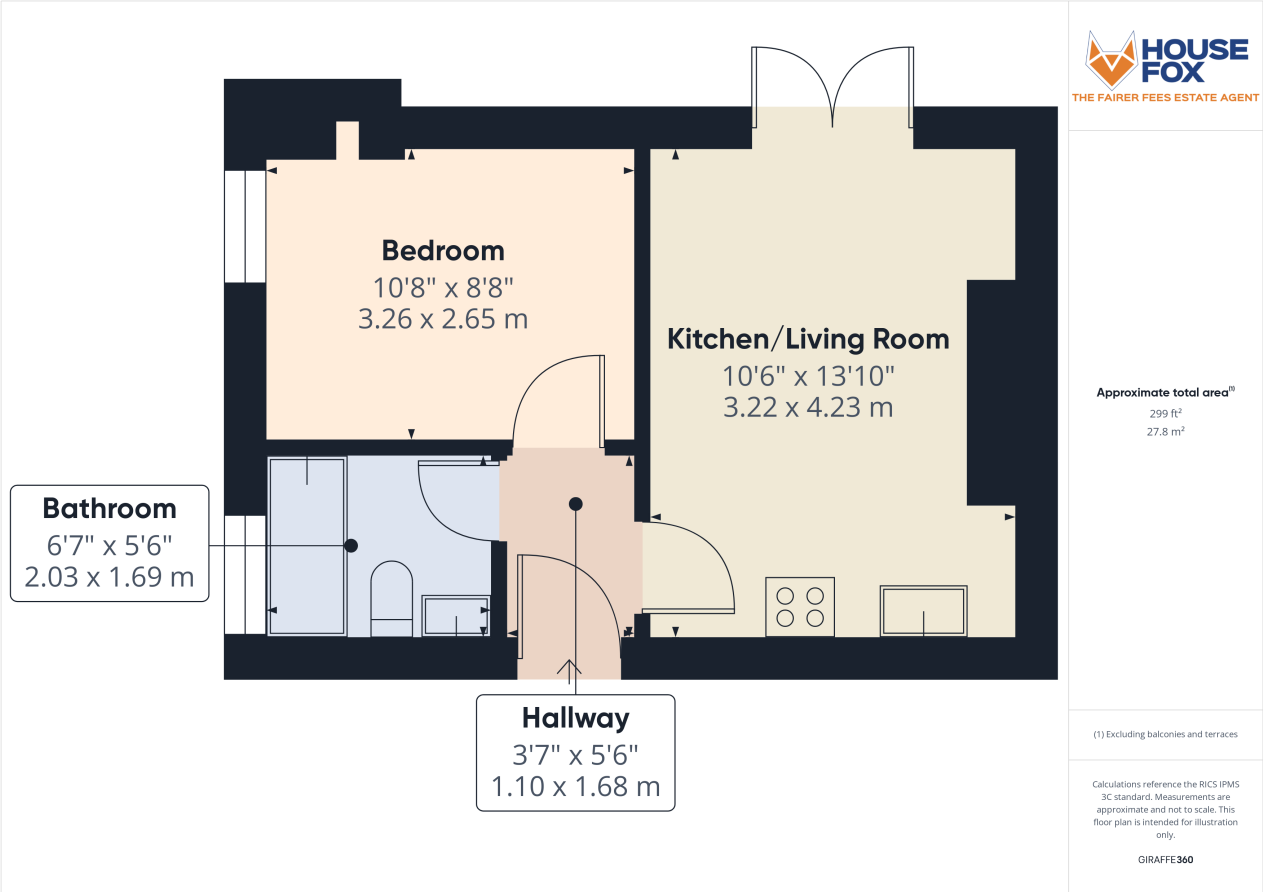 Bedroom
10'8" x 8'8"
3.26 x 2.65 m
Kitchen/Living Room
10'6" x 13'10"
3.22 x 4.23 m
Bathroom
6'7" x 5'6"
2.03 x 1.69 m
Hallway
3'7" x 5'6"
1.10 x 1.68 m
HOUSE
FOX
THE FAIRER FEES ESTATE AGENT
Approximate total area(1)
299 ft²
27.8 m²
(1) Excluding balconies and terraces
Calculations reference the RICS IPMS
3C standard. Measurements are
approximate and not to scale. This
floor plan is intended for illustration
only.
GIRAFFE360